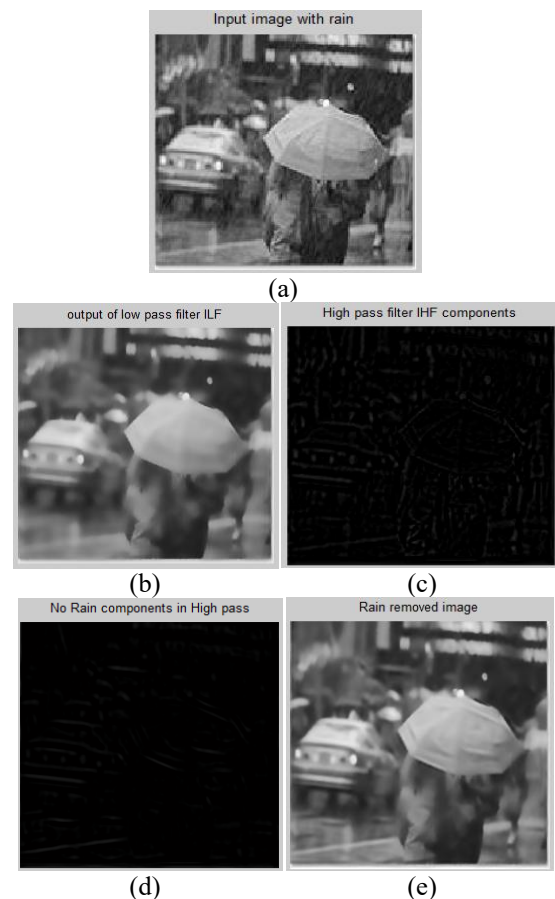 Input image with rain
(a)
output of low pass filter ILF
High pass filter IHF components
(b)
(c)
No Rain components in High pass
Rain removed image
(d)
(e)